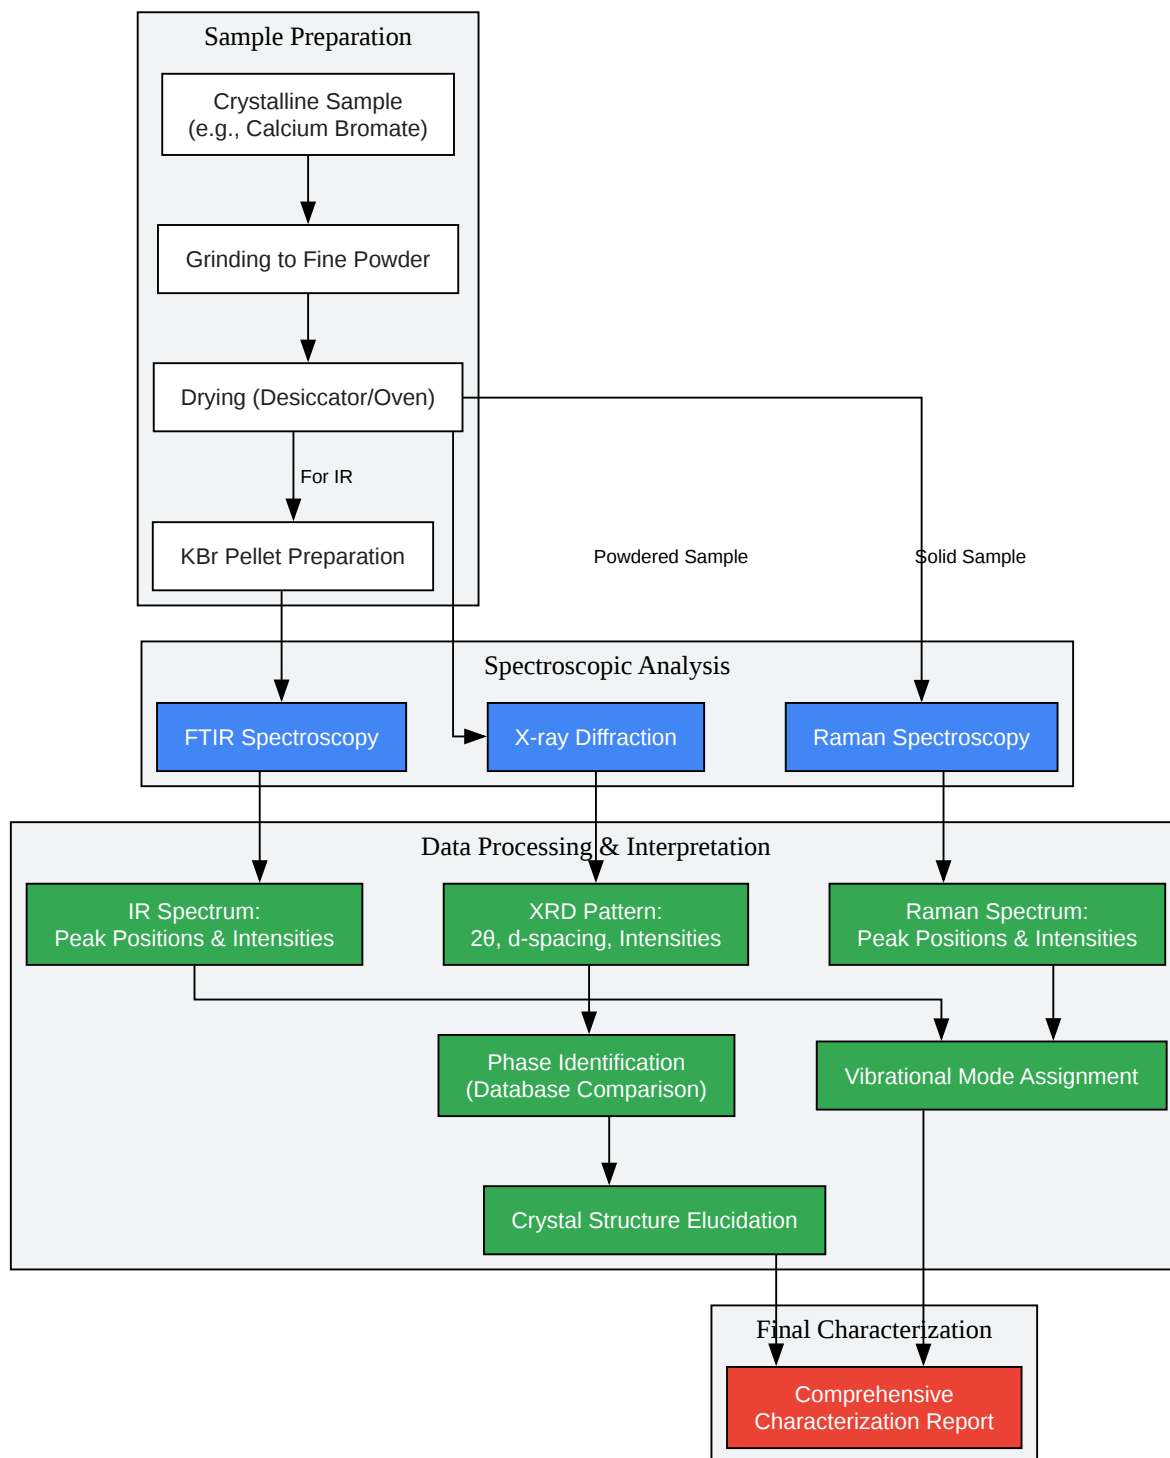 Sample Preparation
Crystalline Sample
(e.g., Calcium Bromate)
Grinding to Fine Powder
Drying (Desiccator/Oven)
For IR
KBr Pellet Preparation
Powdered Sample
Solid Sample
Spectroscopic Analysis
FTIR Spectroscopy
X-ray Diffraction
Raman Spectroscopy
Data Processing & Interpretation
IR Spectrum:
Peak Positions & Intensities
XRD Pattern:
2θ, d-spacing, Intensities
Raman Spectrum:
Peak Positions & Intensities
Phase Identification
(Database Comparison)
Vibrational Mode Assignment
Crystal Structure Elucidation
Final Characterization
Comprehensive
Characterization Report